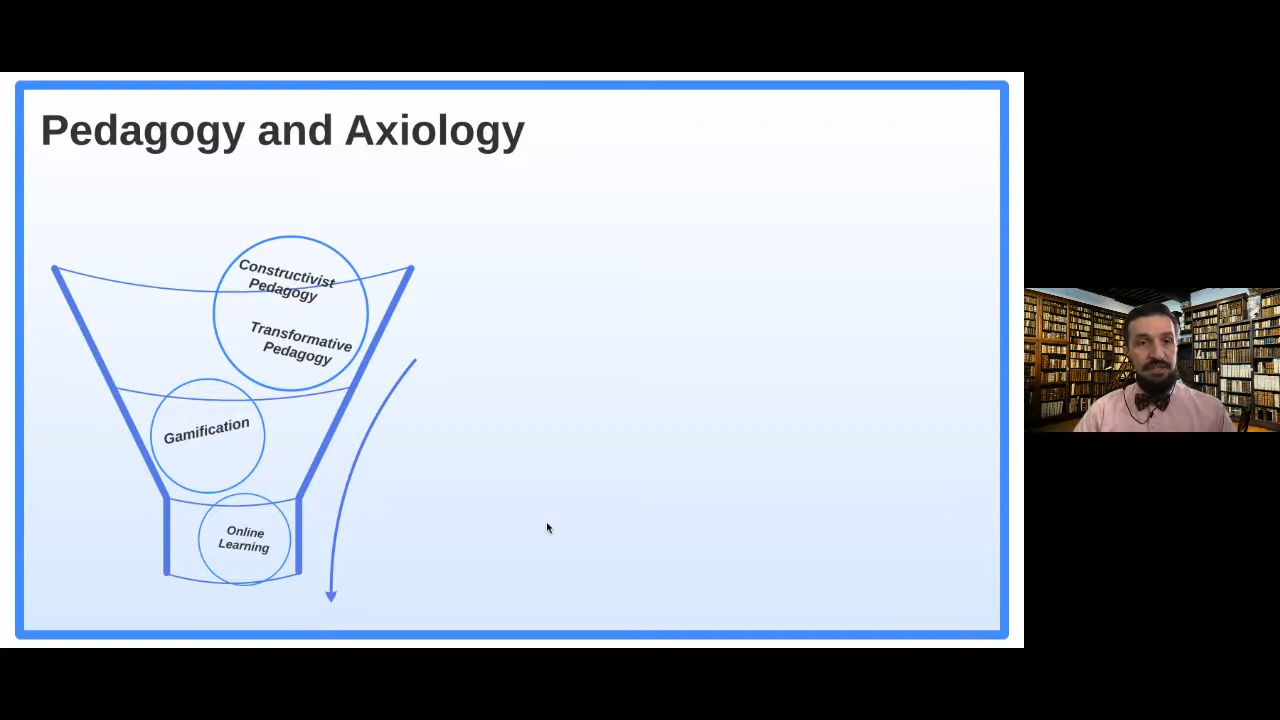 Pedagogy and Axiology
Constructivist
Pedagogy
Transformative
Pedagogy
Gamification
Online
Learning